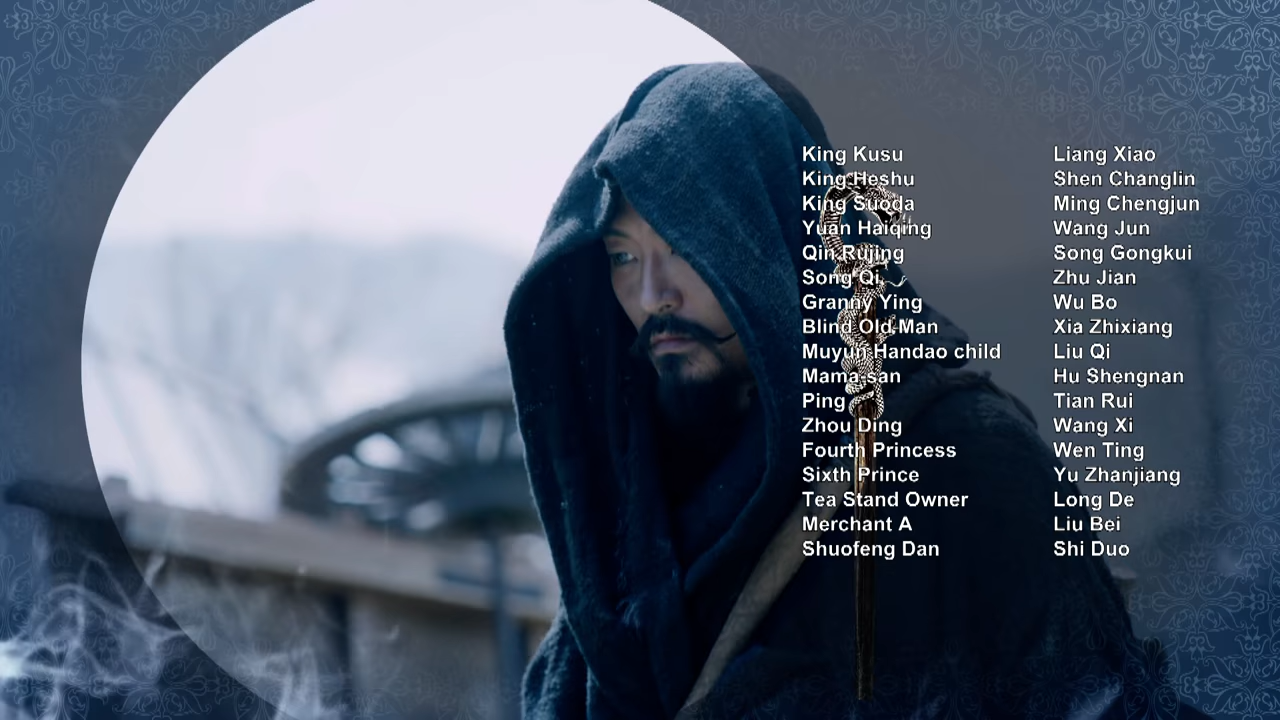 King Kusu Liang Xiao
King Heshu Shen Changlin
King Suoda Ming Chengjun
Yuan Haiqing Wang Jun
Qin Rujing Song Gongkui
Song Qi Zhu Jian
Granny Ying Wu Bo
Blind Old Man Xia Zhixiang
Muyun Handao child Liu Qi
Mama-san Hu Shengnan
Ping Tian Rui
Zhou Ding Wang Xi
Fourth Princess Wen Ting
Sixth Prince Yu Zhanjiang
Tea Stand Owner Long De
Merchant A Liu Bei
Shuofeng Dan Shi Duo